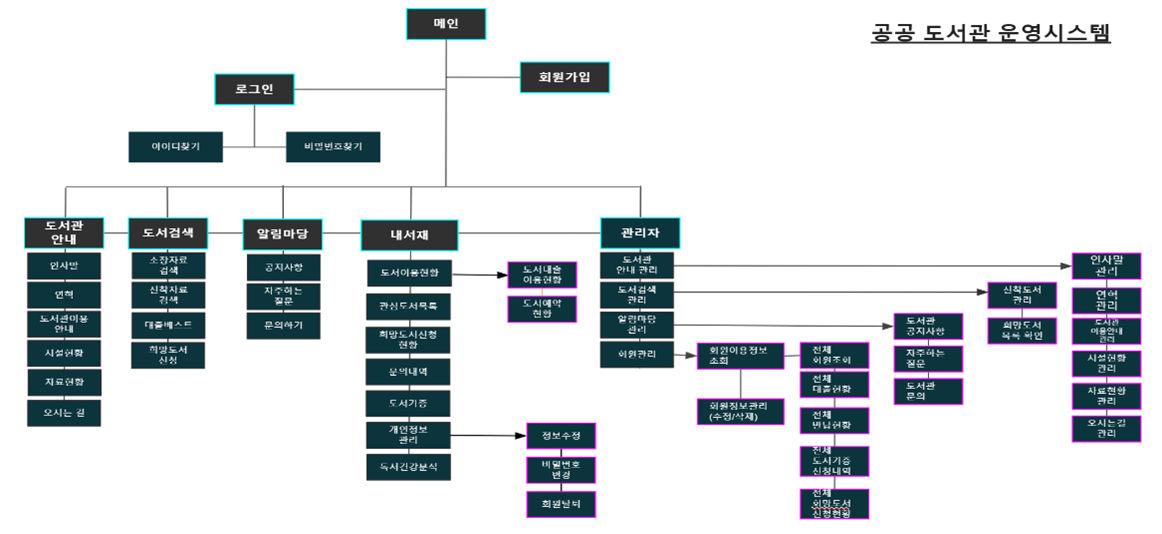 메인
공공 도서관 운영시스템
회원가입
로그인
아이디찾기
비밀번호찾기
도서관
안내
인사말
연혁
도서관이용
안내
시설현황
자료현황
오시는 길
도서검색
소장자료
검색
신착자료
검색
대출베스트
희망도서
신청
알림마당
공지사항
자주하는
질문
문의하기
내서재
도서이용현황
관심도서목록
희망도서신청
현황
문의내역
도서기증
개인정보
관리
독서건강분석
도서대출
이용현황
도서예약
현황
정보수정
비밀번호
변경
회원탈퇴
관리자
도서관
안내 관리
도서검색
관리
알림마당
관리
회원관리
회원이용정보
조회
회원정보관리
(수정/삭제)
전체
회원조회
전체
대출현황
전체
반납현황
전체
도서기증
신청내역
전체
희망도서
신청현황
도서관
공지사항
자주하는
질문
도서관
문의
신착도서
관리
희망도서
목록 확인
인사말
관리
연혁
관리
도서관
이용안내
관리
시설현황
관리
자료현황
관리
오시는길
관리